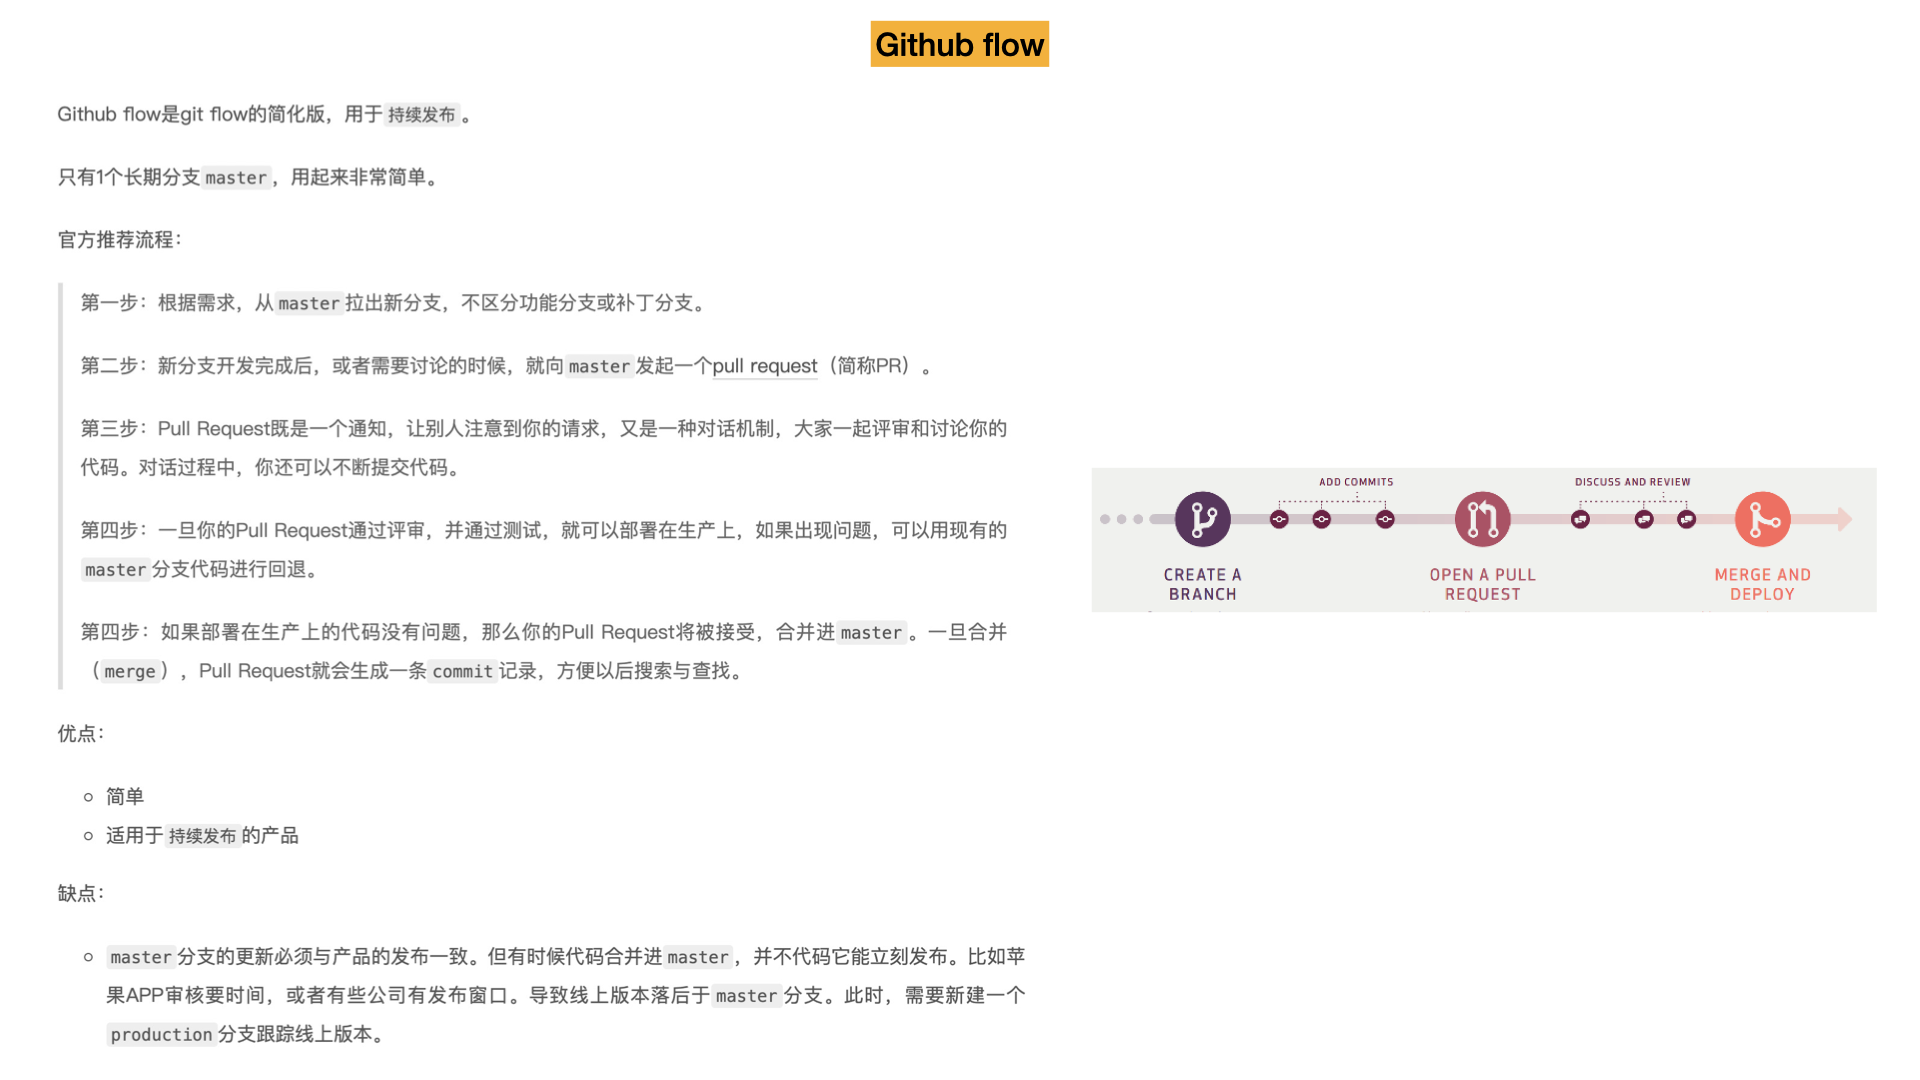 Github flow
Github flow是git flow的简化版，用于持续发布。
只有1个长期分支master，用起来非常简单。
官方推荐流程：
第一步：根据需求，从master拉出新分支，不区分功能分支或补丁分支。
第二步：新分支开发完成后，或者需要讨论的时候，就向master发起一个pull request（简称PR）。
第三步：Pull Request既是一个通知，让别人注意到你的请求，又是一种对话机制，大家一起评审和讨论你的
代码。对话过程中，你还可以不断提交代码。
第四步：一旦你的Pull Request通过评审，并通过测试，就可以部署在生产上，如果出现问题，可以用现有的
master分支代码进行回退。
第四步：如果部署在生产上的代码没有问题，那么你的Pull Request将被接受，合并进master。一旦合并
（merge），Pull Request就会生成一条commit记录，方便以后搜索与查找。
优点：
简单
适用于持续发布的产品
缺点：
master分支的更新必须与产品的发布一致。但有时候代码合并进master，并不代码它能立刻发布。比如苹
果APP审核要时间，或者有些公司有发布窗口。导致线上版本落后于master分支。此时，需要新建一个
production分支跟踪线上版本。
ADD COMMITS
DISCUSS AND REVIEW
CREATE A
BRANCH
OPEN A PULL
REQUEST
MERGE AND
DEPLOY